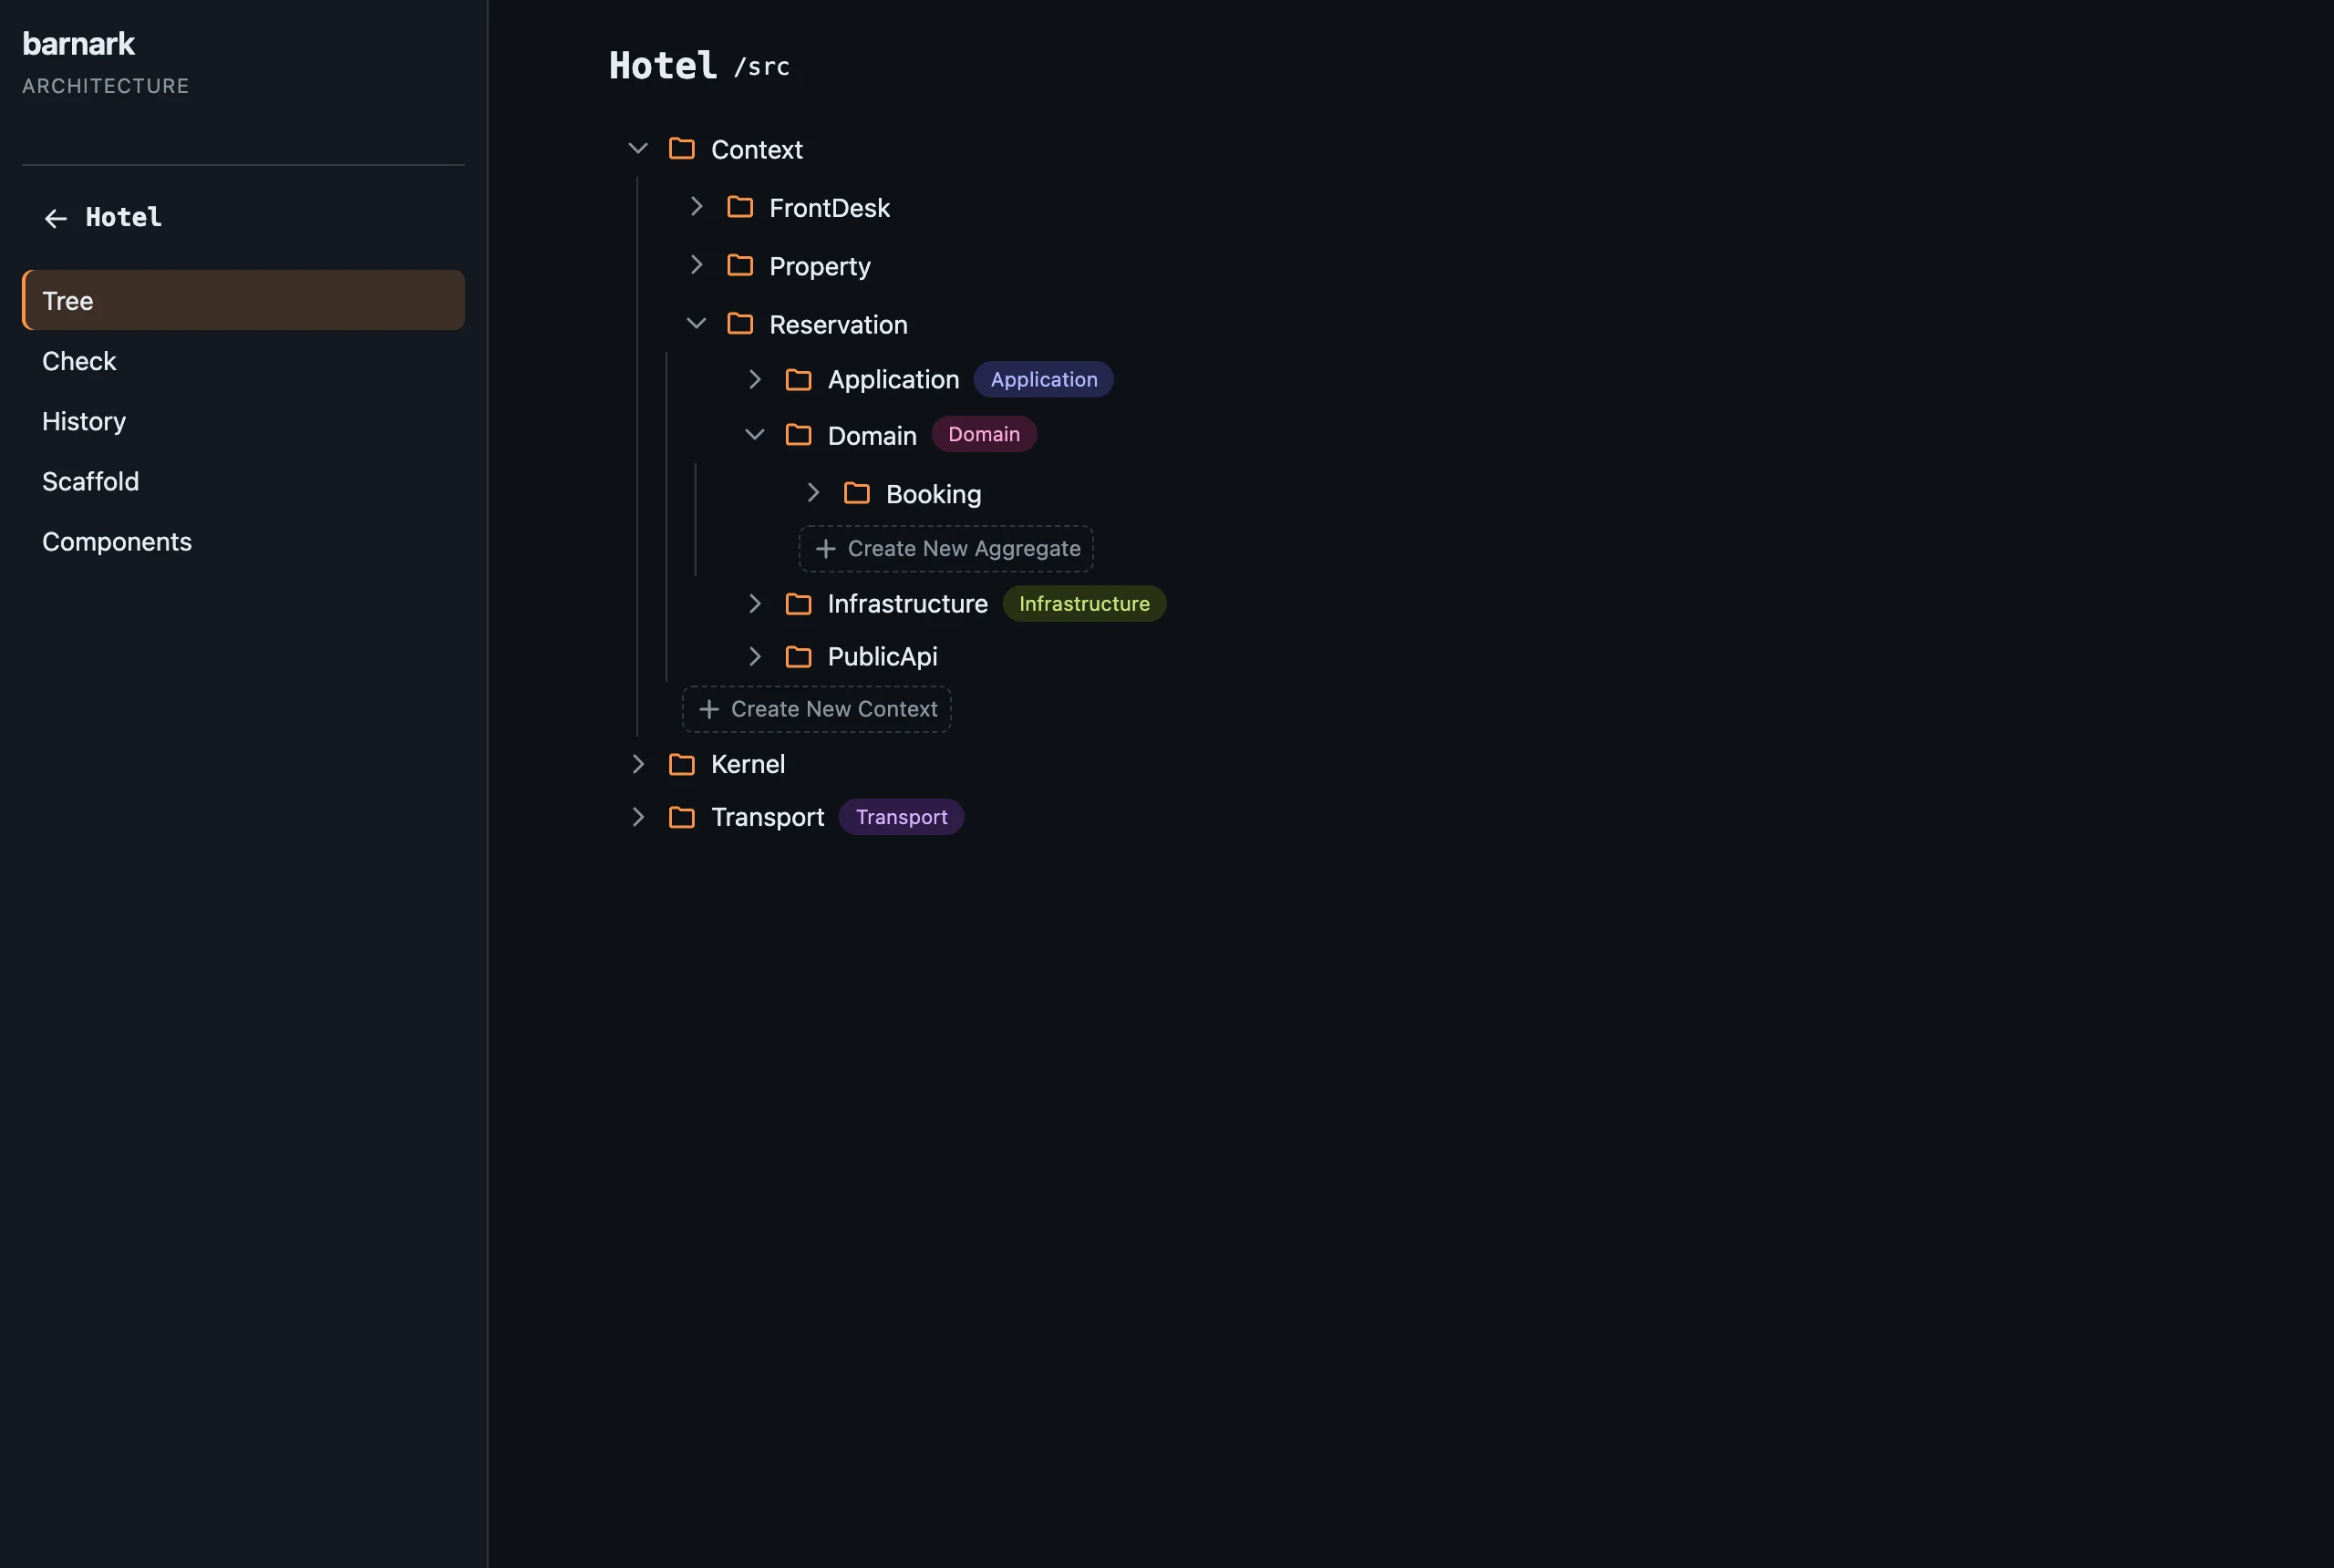 barnark
ARCHITECTURE
Hotel
Tree
Check
History
Scaffold
Components
Hotel /src
Context
FrontDesk
Property
Reservation
Application Application
Domain Domain
Booking
Create New Aggregate
Infrastructure Infrastructure
PublicApi
Create New Context
Kernel
Transport Transport